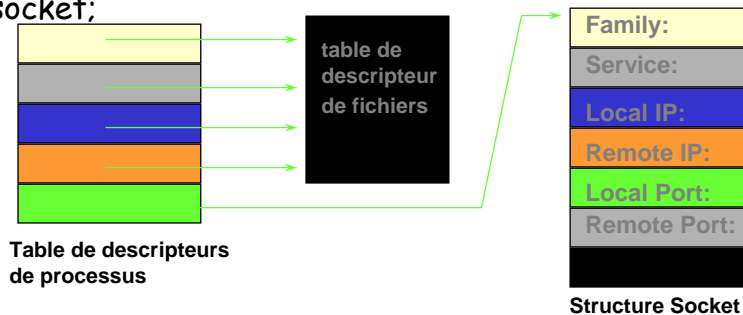 socket;
table de
descripteur
de fichiers
Table de descripteurs
de processus
Family:
Service:
Local IP:
Remote IP:
Local Port:
Remote Port:
Structure Socket